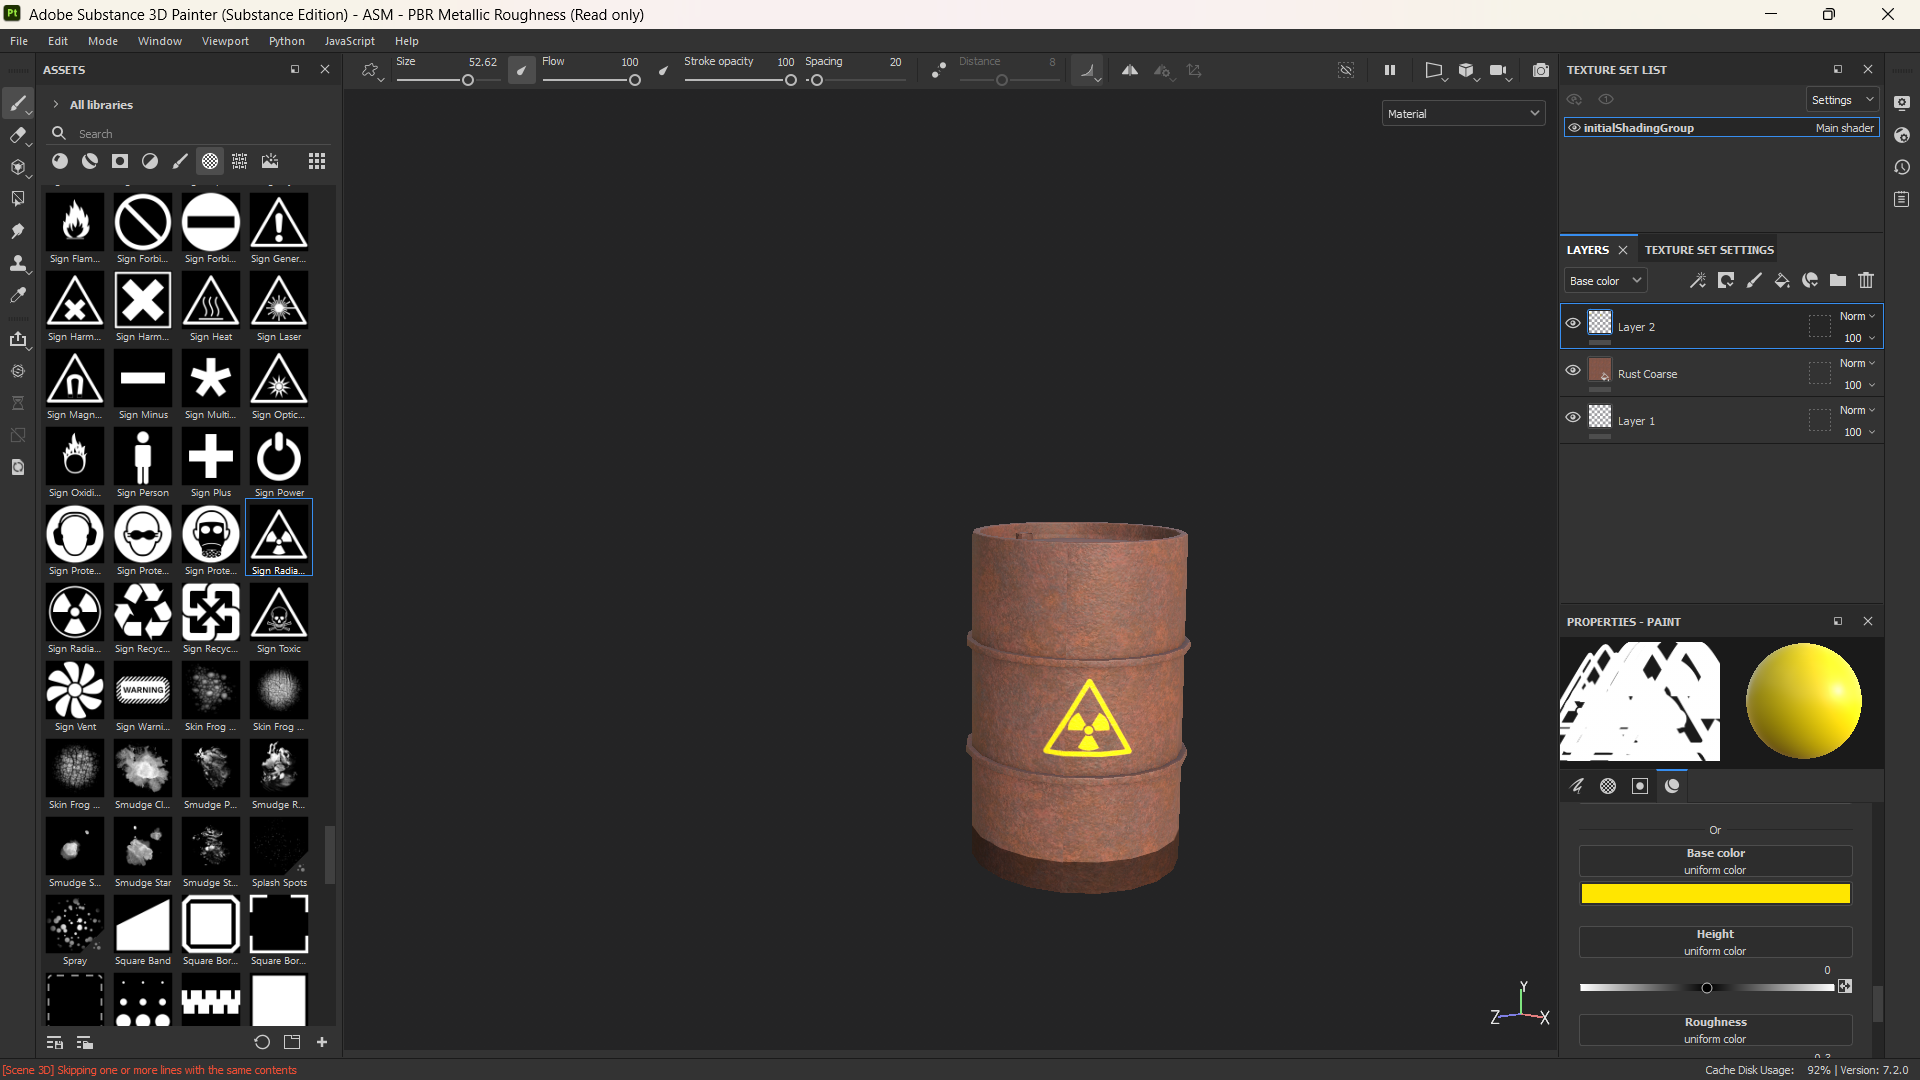 Pt Adobe Substance 3D Painter (Substance Edition) - ASM - PBR Metallic Roughness (Read only)
File Edit Mode Window Viewport Python JavaScript Help
ASSETS
Size 52.62 Flow 100 Stroke opacity 100 Spacing 20 Distance 8
All libraries
Search
Sign Flam... Sign Forbi... Sign Forbi... Sign Gener...
Sign Harm... Sign Harm... Sign Heat Sign Laser
Sign Magn... Sign Minus Sign Multi... Sign Optic...
Sign Oxidi... Sign Person Sign Plus Sign Power
Sign Prote... Sign Prote... Sign Prote... Sign Radia...
Sign Radia... Sign Recyc... Sign Recyc... Sign Toxic
WARNING
Sign Vent Sign Warni... Skin Frog ... Skin Frog ...
Skin Frog ... Smudge Cl... Smudge P... Smudge R...
Smudge S... Smudge Star Smudge St... Splash Spots
Spray Square Band Square Bor... Square Bor...
Material
Y
Z X
TEXTURE SET LIST
Settings
initialShadingGroup Main shader
LAYERS TEXTURE SET SETTINGS
Base color
Layer 2 Norm
100
Rust Coarse Norm
100
Layer 1 Norm
100
PROPERTIES - PAINT
Or
Base color
uniform color
Height
uniform color
0
Roughness
uniform color
[Scene 3D] Skipping one or more lines with the same contents
Cache Disk Usage: 92% | Version: 7.2.0